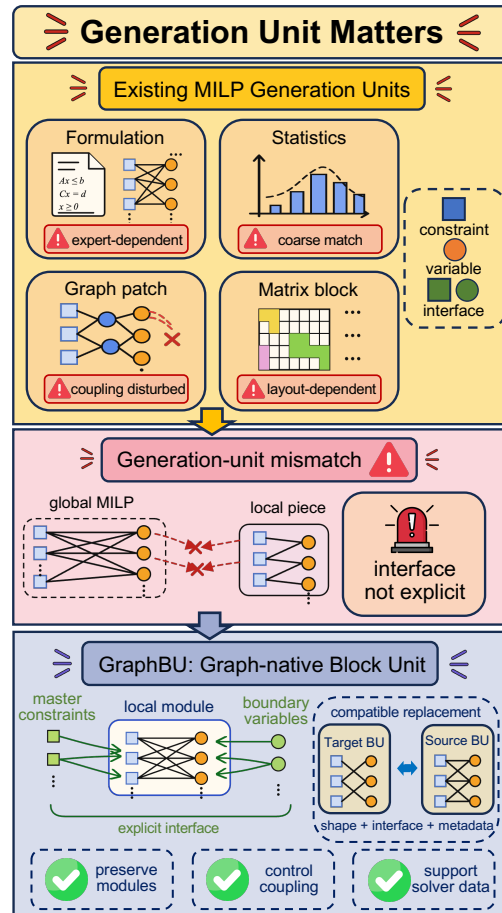 Generation Unit Matters
Existing MILP Generation Units
Formulation
Ax ≤ b
Cx = d
x ≥ 0
expert-dependent
Statistics
coarse match
Graph patch
coupling disturbed
Matrix block
layout-dependent
constraint
variable
interface
Generation-unit mismatch
global MILP
local piece
interface
not explicit
GraphBU: Graph-native Block Unit
master
constraints
local module
boundary
variables
explicit interface
compatible replacement
Target BU
Source BU
shape + interface + metadata
preserve
modules
control
coupling
support
solver data